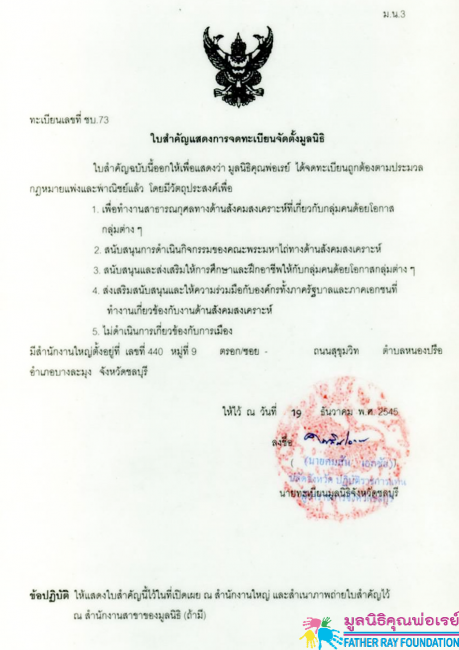 ม.น.3
ทะเบียนเลขที่ ชบ.73
ใบสำคัญแสดงการจดทะเบียนจัดตั้งมูลนิธิ
ใบสำคัญฉบับนี้ออกให้เพื่อแสดงว่า มูลนิธิคุณพ่อเรย์ ได้จดทะเบียนถูกต้องตามประมวล
กฎหมายแพ่งและพาณิชย์แล้ว โดยมีวัตถุประสงค์เพื่อ
1. เพื่อทำงานสาธารณกุศลทางด้านสังคมสงเคราะห์ที่เกี่ยวกับกลุ่มคนด้อยโอกาส
กลุ่มต่าง ๆ
2. สนับสนุนการดำเนินกิจกรรมของคณะพระมหาไถ่ทางด้านสังคมสงเคราะห์
3. สนับสนุนและส่งเสริมให้การศึกษาและฝึกอาชีพให้กับกลุ่มคนด้อยโอกาสกลุ่มต่าง ๆ
4. ส่งเสริมสนับสนุนและให้ความร่วมมือกับองค์กรทั้งภาครัฐบาลและภาคเอกชนที่
ทำงานเกี่ยวข้องกับงานด้านสังคมสงเคราะห์
5. ไม่ดำเนินการเกี่ยวข้องกับการเมือง
มีสำนักงานใหญ่ตั้งอยู่ที่ เลขที่ 440 หมู่ที่ 9 ตรอก/ซอย - ถนนสุขุมวิท ตำบลหนองปรือ
อำเภอบางละมุง จังหวัดชลบุรี
ให้ไว้ ณ วันที่ 19 ธันวาคม พ.ศ. 2545
ลงชื่อ
นายทะเบียนมูลนิธิจังหวัดชลบุรี
ข้อปฏิบัติ ให้แสดงใบสำคัญนี้ไว้ในที่เปิดเผย ณ สำนักงานใหญ่ และสำเนาภาพถ่ายใบสำคัญไว้
ณ สำนักงานสาขาของมูลนิธิ (ถ้ามี)
มูลนิธิคุณพ่อเรย์
FATHER RAY FOUNDATION